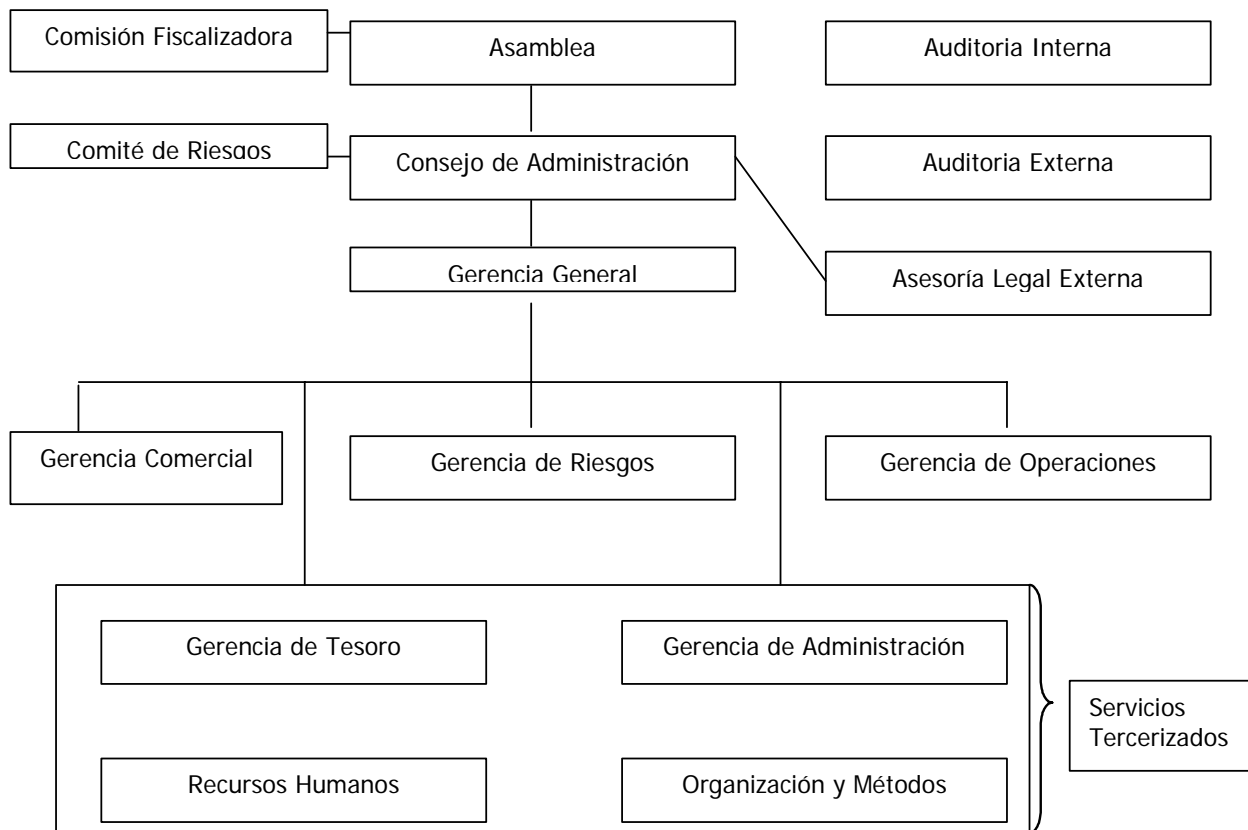 Comisión Fiscalizadora
Asamblea
Auditoria Interna
Comité de Riesgos
Consejo de Administración
Auditoria Externa
Gerencia General
Asesoría Legal Externa
Gerencia Comercial
Gerencia de Riesgos
Gerencia de Operaciones
Gerencia de Tesoro
Gerencia de Administración
Servicios
Tercerizados
Recursos Humanos
Organización y Métodos